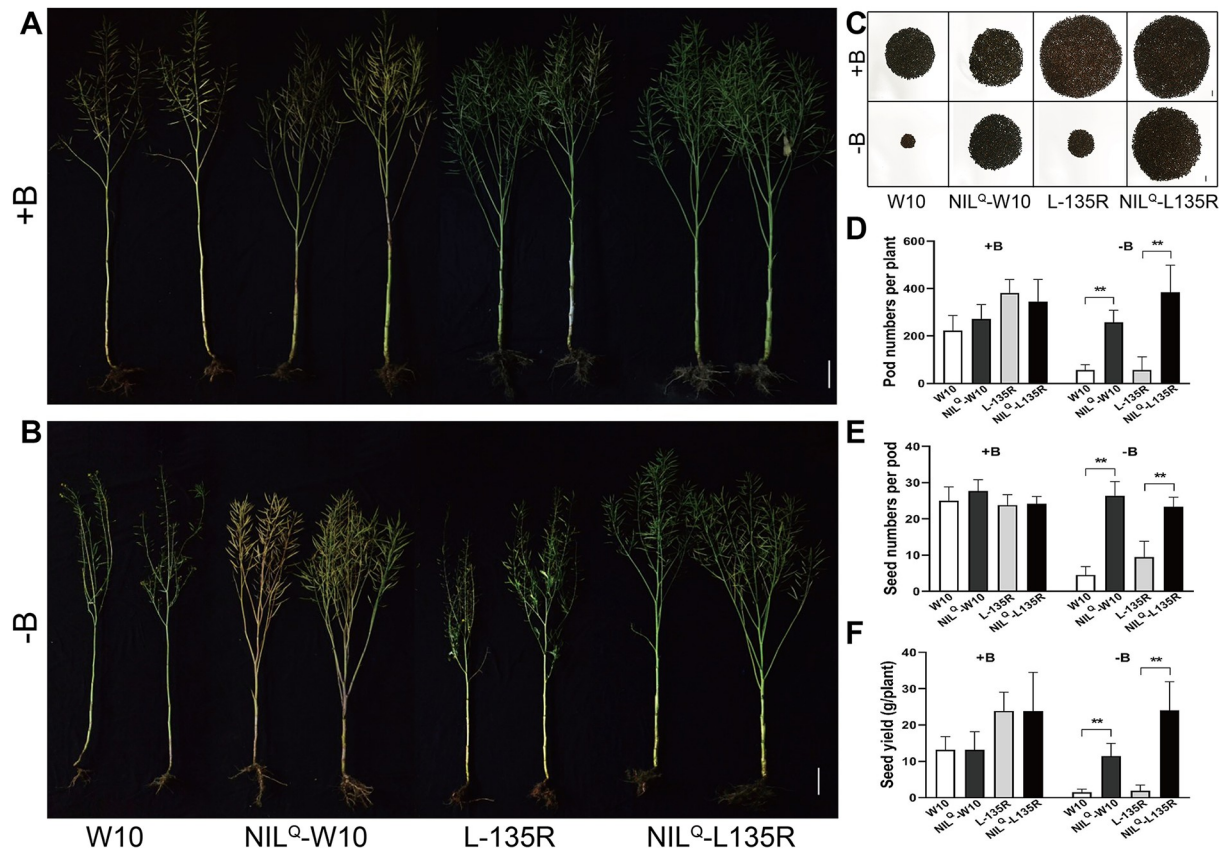 A
+B
B
-B
W10 NILQ-W10 L-135R NILQ-L135R
C
+B
-B
W10 NILQ-W10 L-135R NILQ-L135R
D
Pod numbers per plant
600
400
200
0
+B
-B
**
**
W10 NILQ-W10 L-135R NILQ-L135R
W10 NILQ-W10 L-135R NILQ-L135R
E
Seed numbers per pod
40
30
20
10
0
+B
-B
**
**
W10 NILQ-W10 L-135R NILQ-L135R
W10 NILQ-W10 L-135R NILQ-L135R
F
Seed yield (g/plant)
40
30
20
10
0
+B
-B
**
**
W10 NILQ-W10 L-135R NILQ-L135R
W10 NILQ-W10 L-135R NILQ-L135R